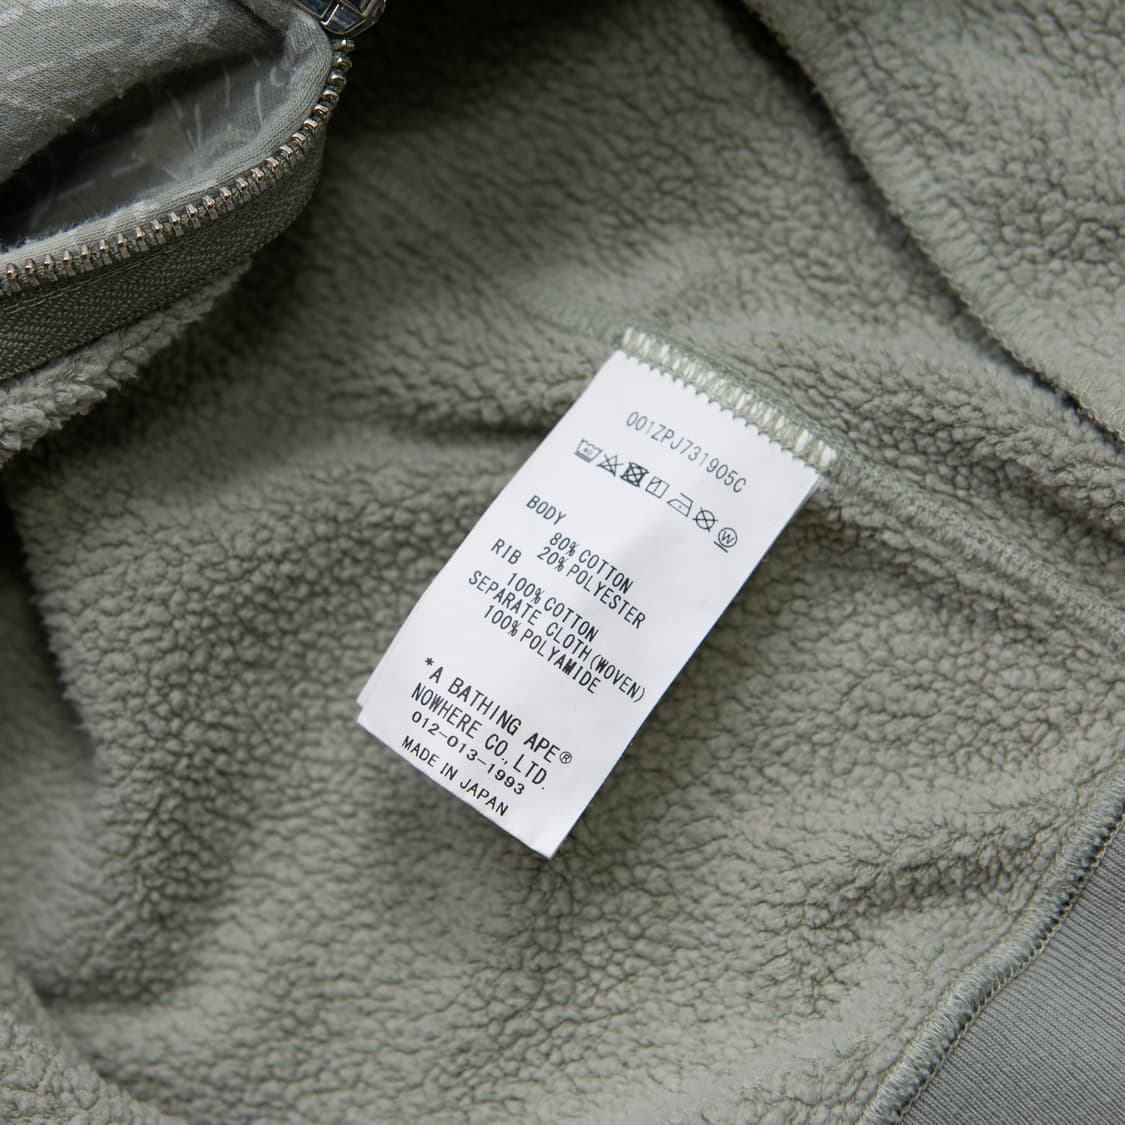 001ZPJ731905C
BODY
80% COTTON
20% POLYESTER
RIB
100% COTTON
SEPARATE CLOTH(WOVEN)
100% POLYAMIDE
*A BATHING APE®
NOWHERE CO., LTD.
012-013-1993
MADE IN JAPAN